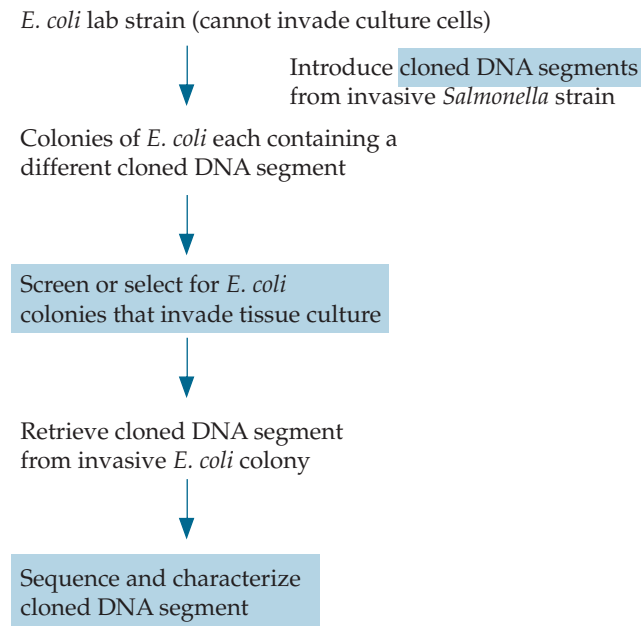 E. coli lab strain (cannot invade culture cells)
Introduce cloned DNA segments
from invasive Salmonella strain
Colonies of E. coli each containing a
different cloned DNA segment
Screen or select for E. coli
colonies that invade tissue culture
Retrieve cloned DNA segment
from invasive E. coli colony
Sequence and characterize
cloned DNA segment